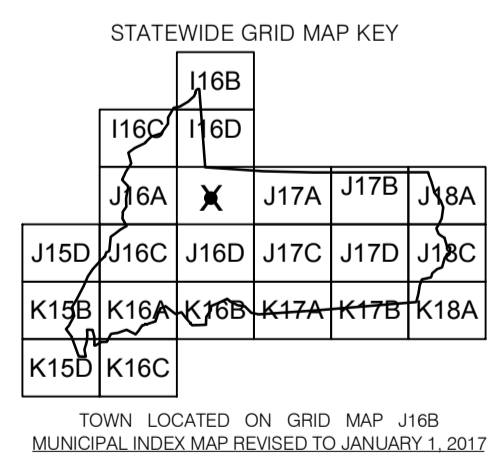 STATEWIDE GRID MAP KEY
I16B
I16C I16D
J16A X J17A J17B J18A
J15D J16C J16D J17C J17D J18C
K15B K16A K16B K17A K17B K18A
K15D K16C
TOWN LOCATED ON GRID MAP J16B
MUNICIPAL INDEX MAP REVISED TO JANUARY 1, 2017